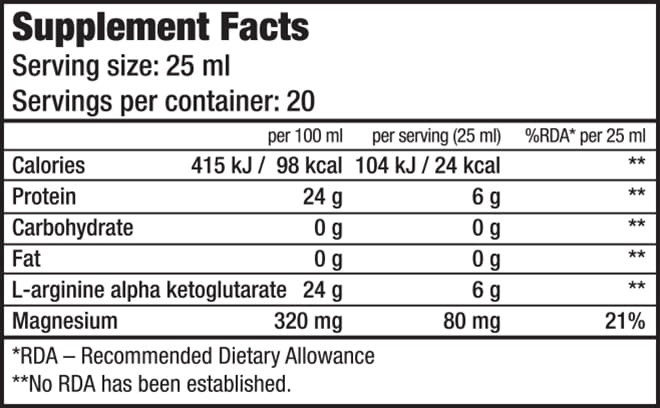 Supplement Facts
Serving size: 25 ml
Servings per container: 20
per 100 ml per serving (25 ml) %RDA* per 25 ml
Calories 415 kJ / 98 kcal 104 kJ / 24 kcal **
Protein 24 g 6 g **
Carbohydrate 0 g 0 g **
Fat 0 g 0 g **
L-arginine alpha ketoglutarate 24 g 6 g **
Magnesium 320 mg 80 mg 21%
*RDA – Recommended Dietary Allowance
**No RDA has been established.